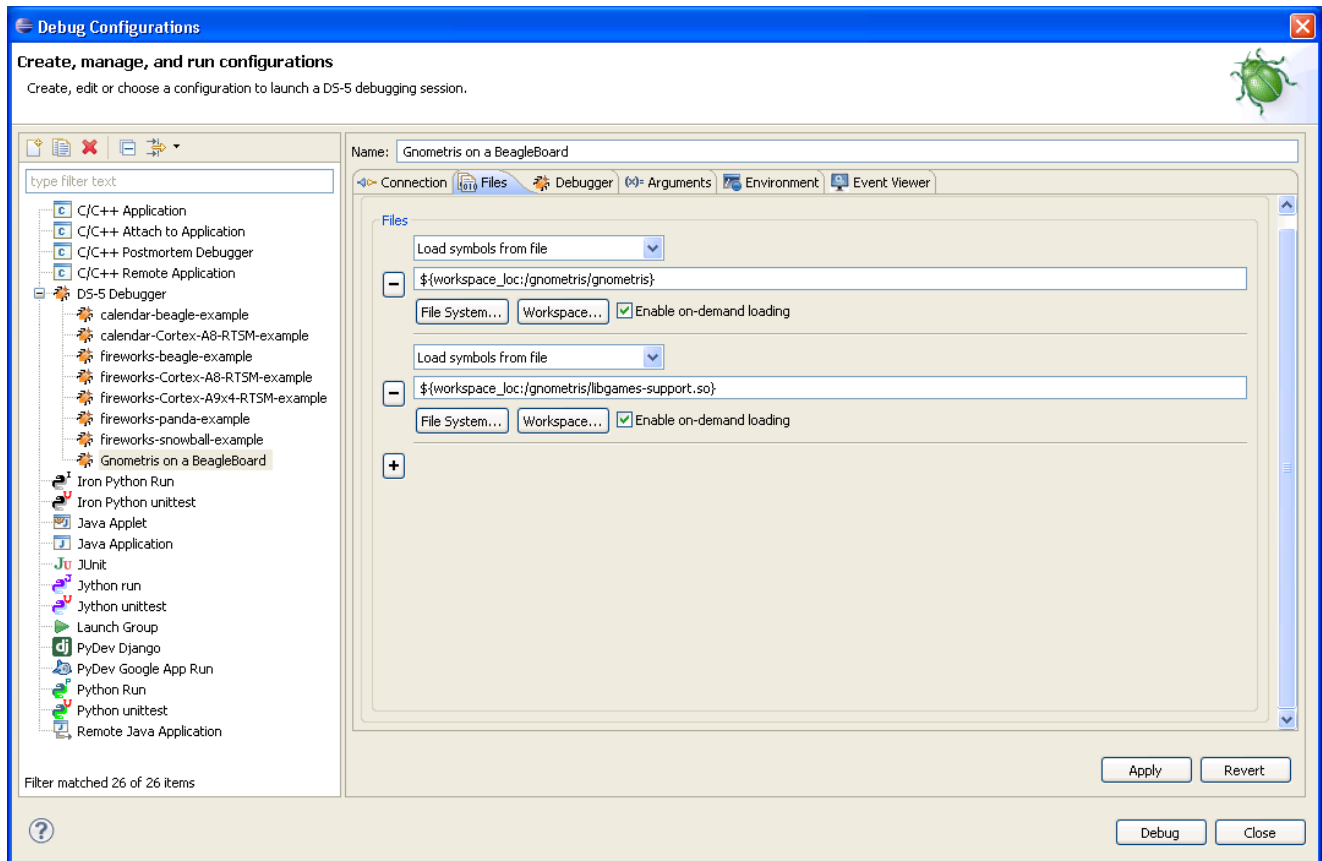 Debug Configurations
Create, manage, and run configurations
Create, edit or choose a configuration to launch a DS-5 debugging session.
type filter text
C/C++ Application
C/C++ Attach to Application
C/C++ Postmortem Debugger
C/C++ Remote Application
DS-5 Debugger
calendar-beagle-example
calendar-Cortex-A8-RTSM-example
fireworks-beagle-example
fireworks-Cortex-A8-RTSM-example
fireworks-Cortex-A9x4-RTSM-example
fireworks-panda-example
fireworks-snowball-example
Gnometris on a BeagleBoard
Iron Python Run
Iron Python unittest
Java Applet
Java Application
Ju JUnit
Jython run
Jython unittest
Launch Group
dj PyDev Django
PyDev Google App Run
Python Run
Python unittest
Remote Java Application
Filter matched 26 of 26 items
Name: Gnometris on a BeagleBoard
Connection Files Debugger (x)= Arguments Environment Event Viewer
Files
Load symbols from file
${workspace_loc:/gnometris/gnometris}
File System... Workspace... Enable on-demand loading
Load symbols from file
${workspace_loc:/gnometris/libgames-support.so}
File System... Workspace... Enable on-demand loading
Apply Revert
Debug Close